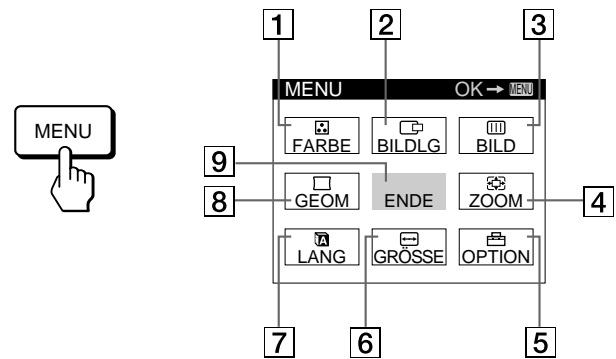 1 2 3
MENU OK → MENU
MENU
FARBE BILDLG BILD
9
8 GEOM ENDE ZOOM 4
LANG GRÖSSE OPTION
7 6 5